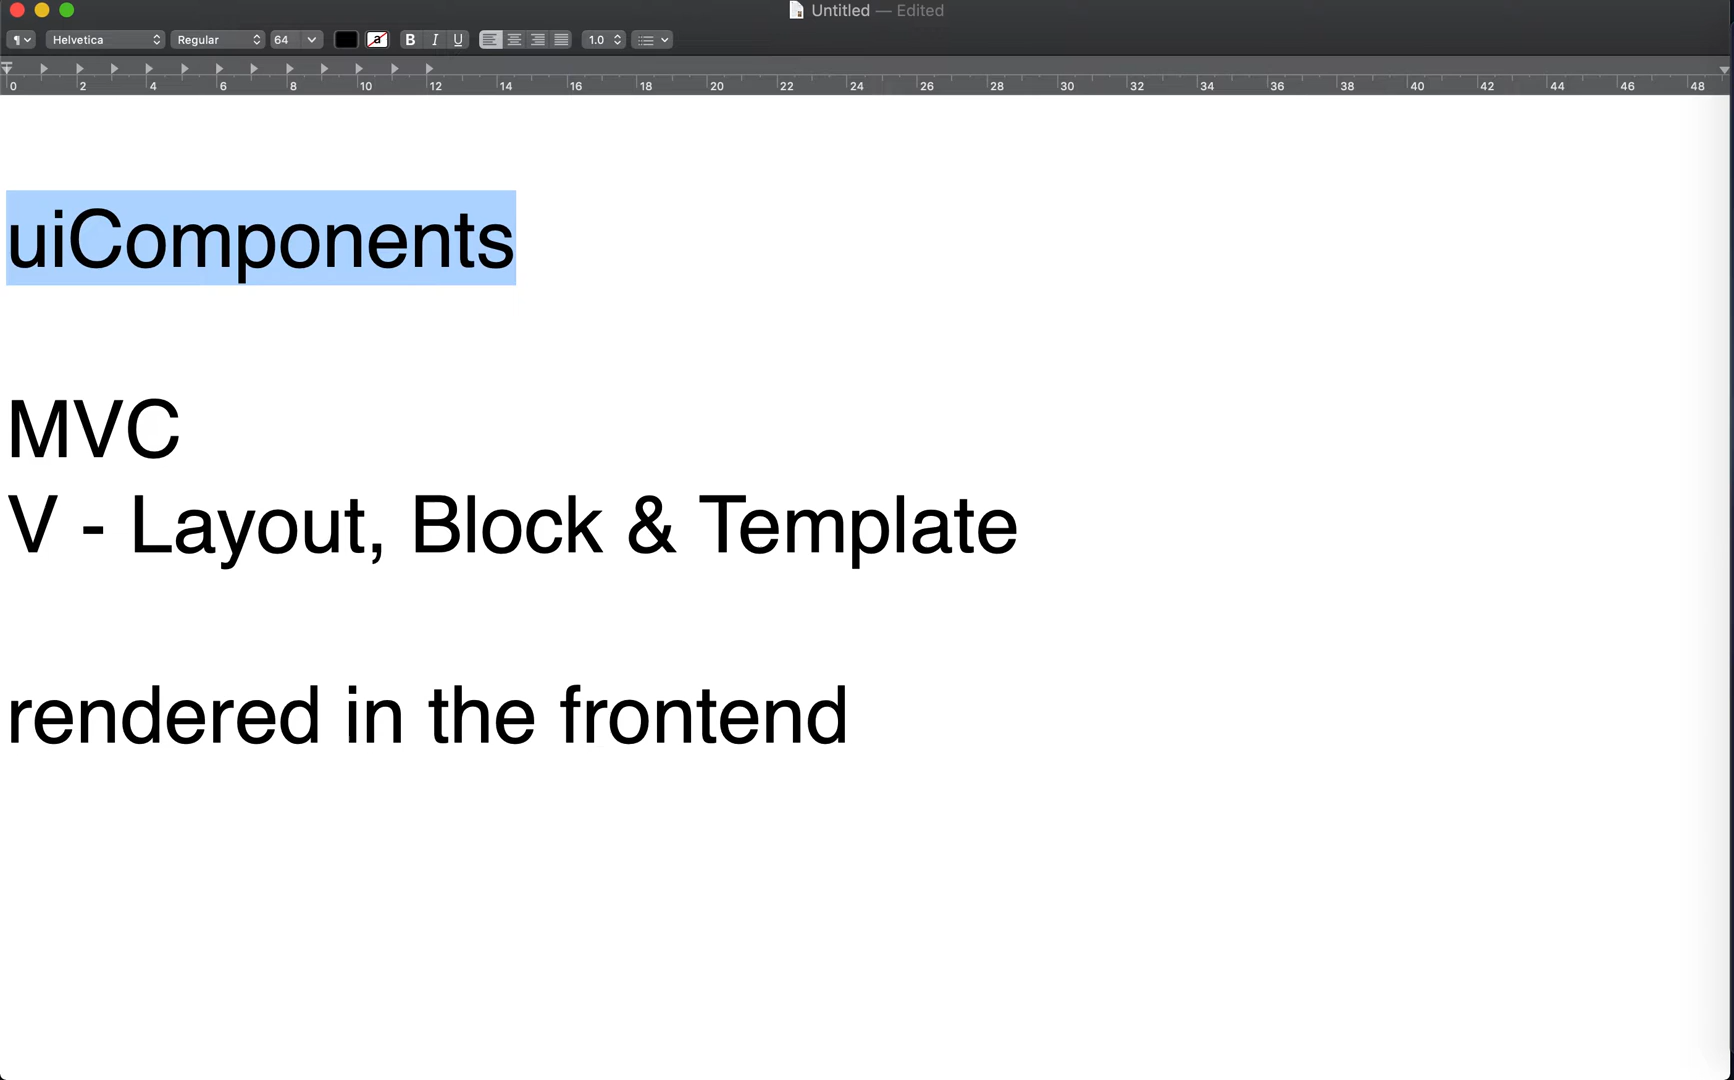 Untitled — Edited
¶ Helvetica Regular 64 a B I U 1.0
0 2 4 6 8 10 12 14 16 18 20 22 24 26 28 30 32 34 36 38 40 42 44 46 48
uiComponents
MVC
V - Layout, Block & Template
rendered in the frontend